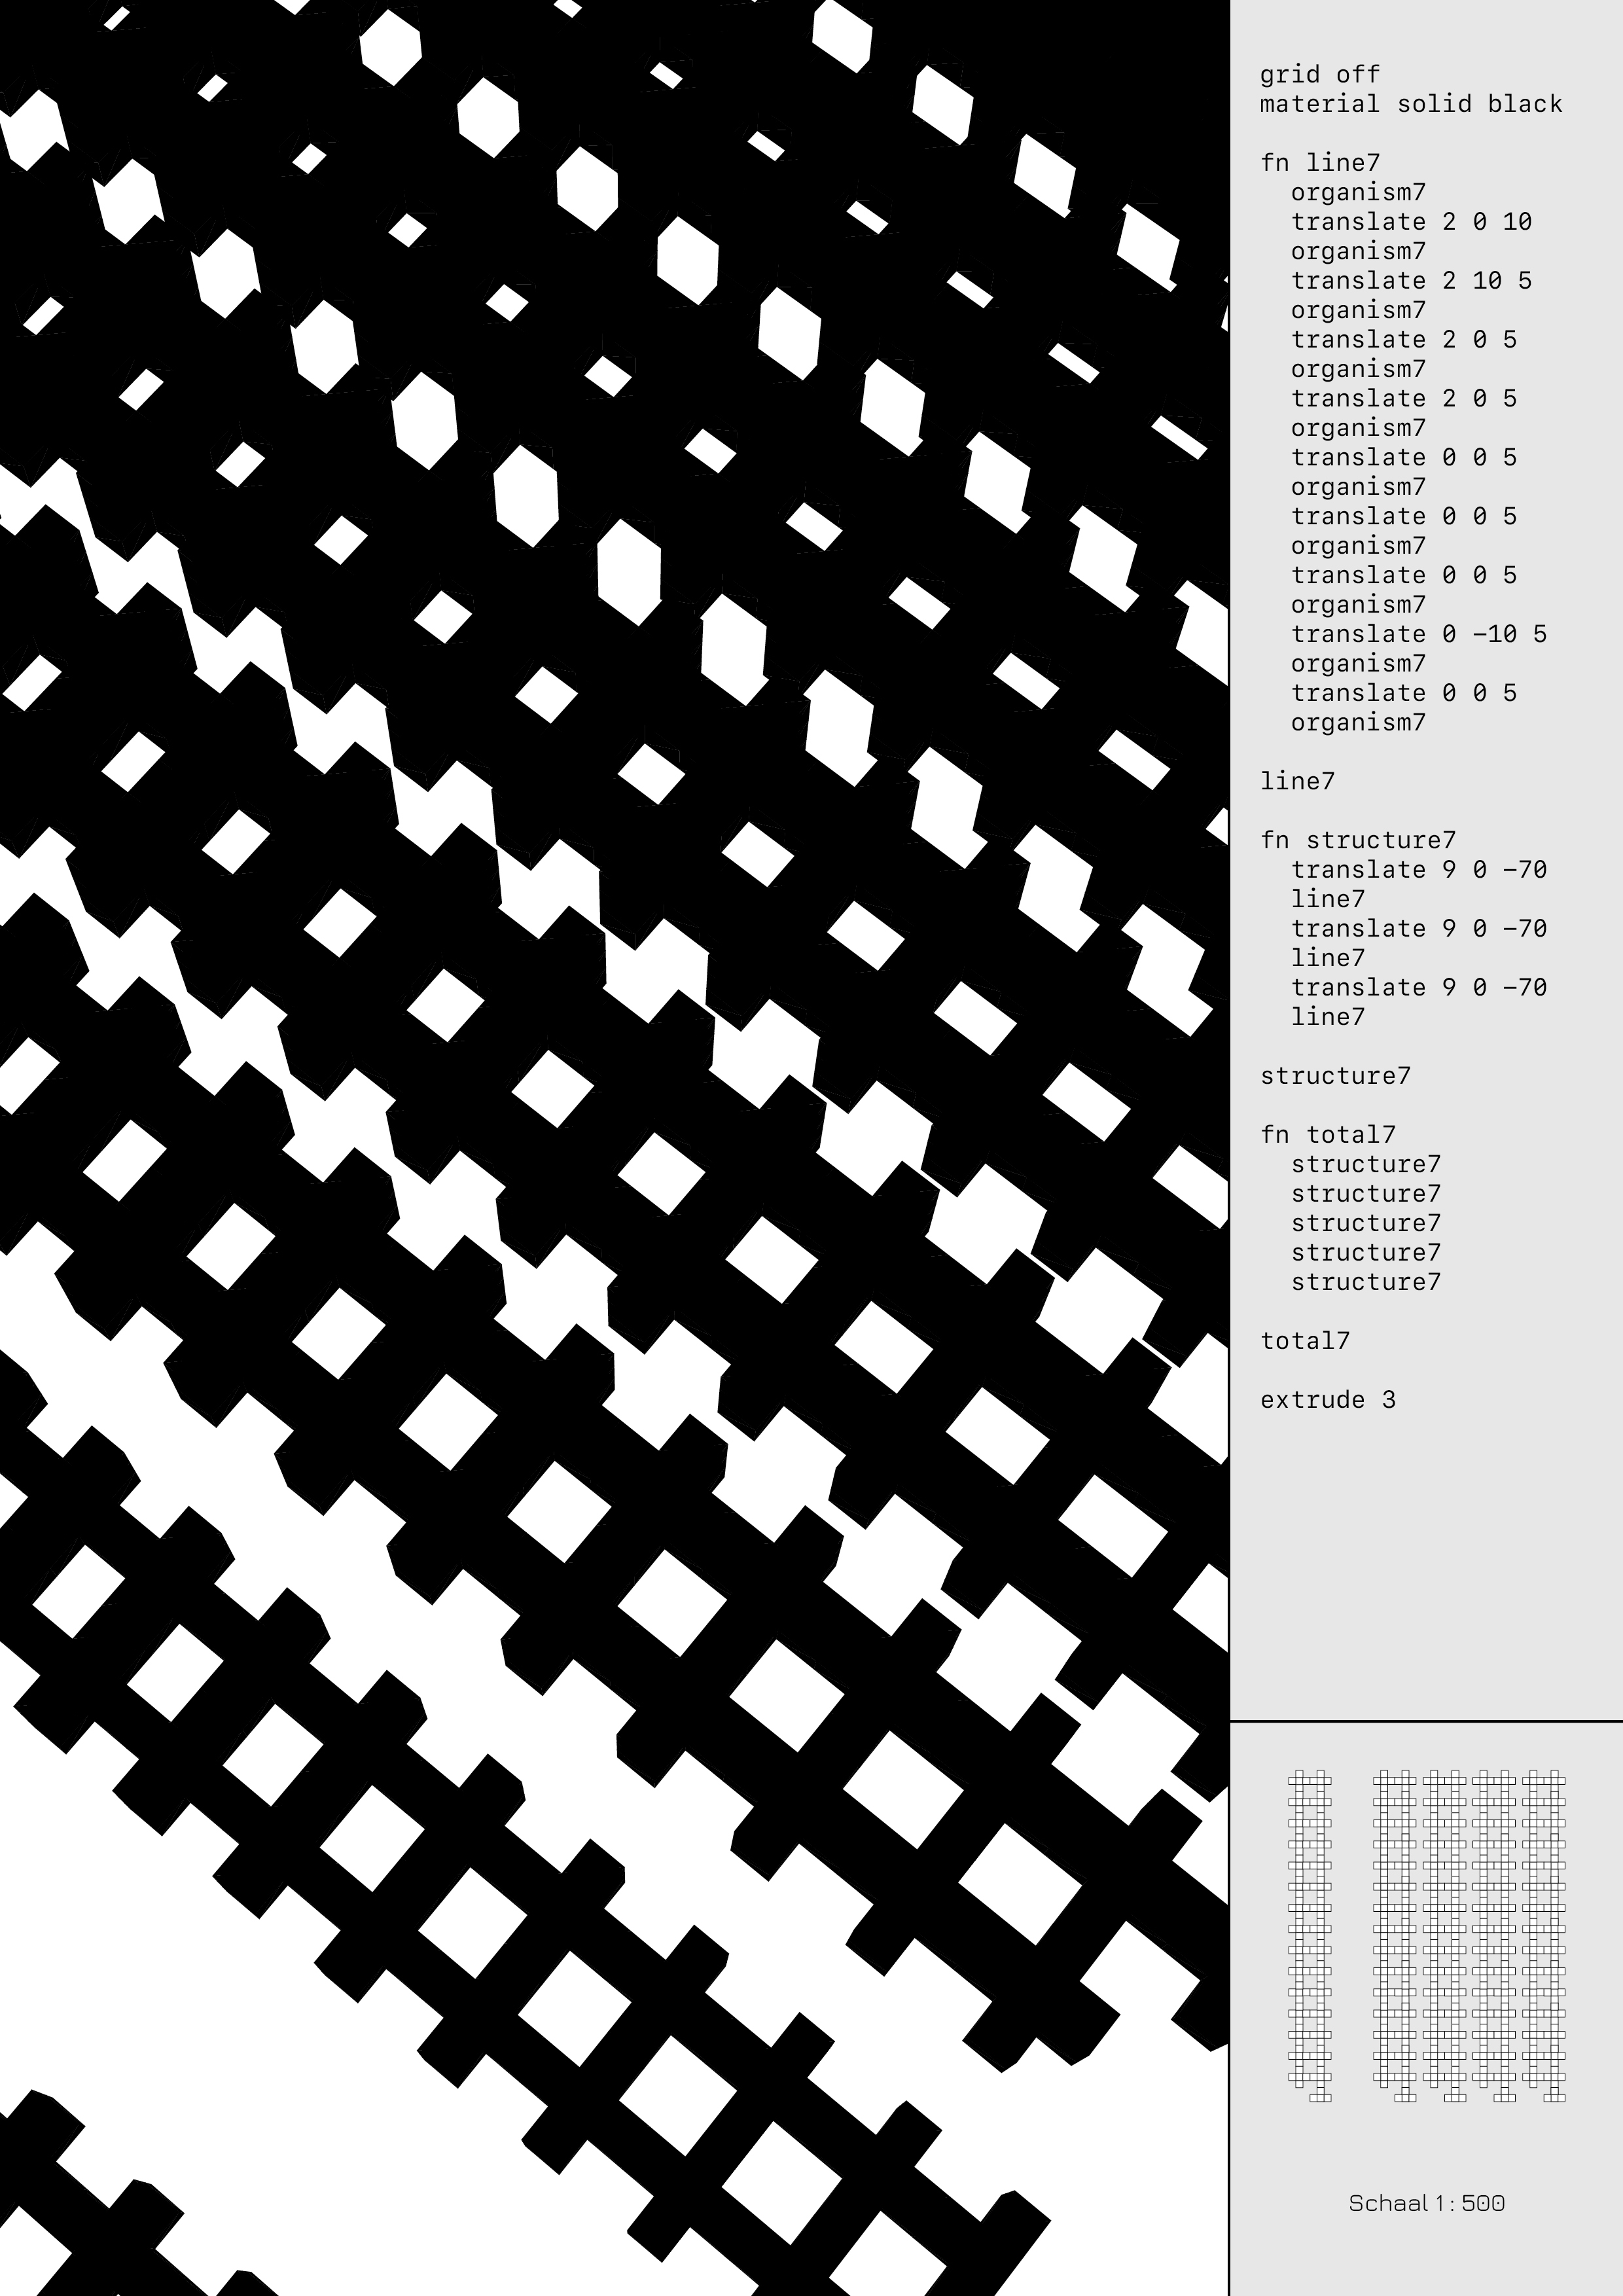 grid off
material solid black
fn line7
organism7
translate 2 0 10
organism7
translate 2 10 5
organism7
translate 2 0 5
organism7
translate 2 0 5
organism7
translate 0 0 5
organism7
translate 0 0 5
organism7
translate 0 0 5
organism7
translate 0 −10 5
organism7
translate 0 0 5
organism7
line7
fn structure7
translate 9 0 −70
line7
translate 9 0 −70
line7
translate 9 0 −70
line7
structure7
fn total7
structure7
structure7
structure7
structure7
structure7
total7
extrude 3
Schaal 1 : 500